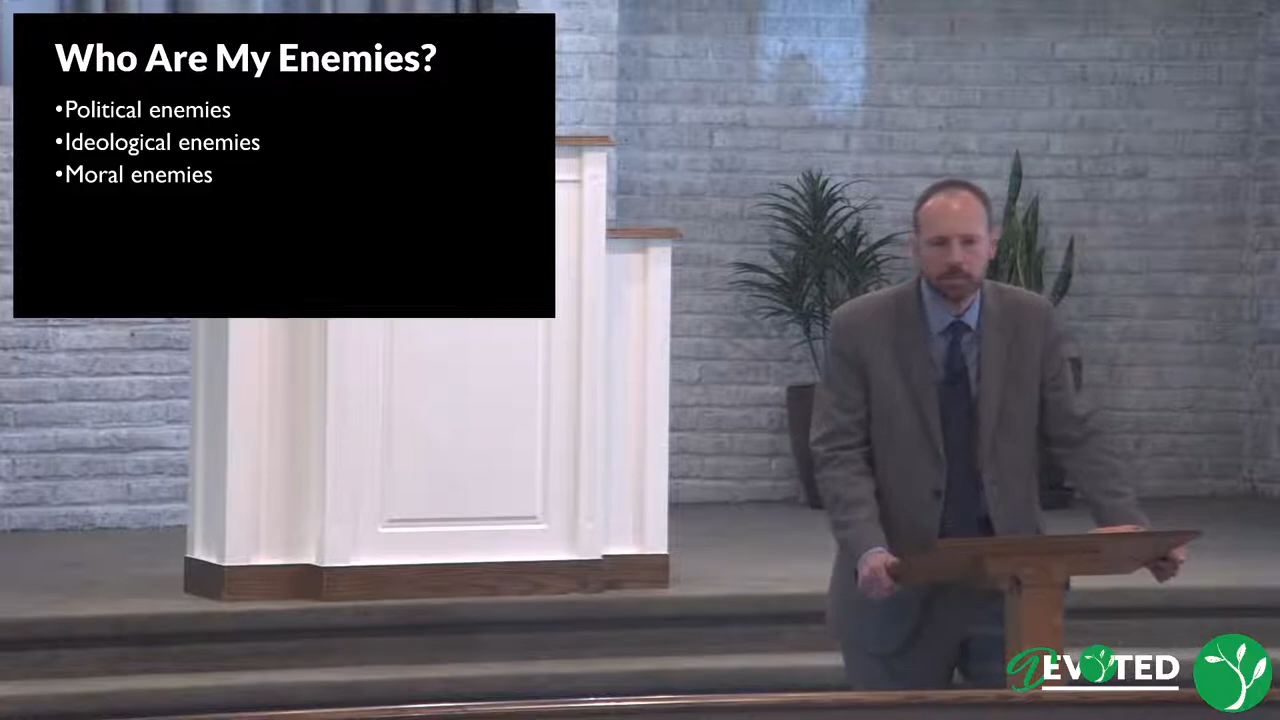 Who Are My Enemies?
•Political enemies
•Ideological enemies
•Moral enemies
DEVOTED